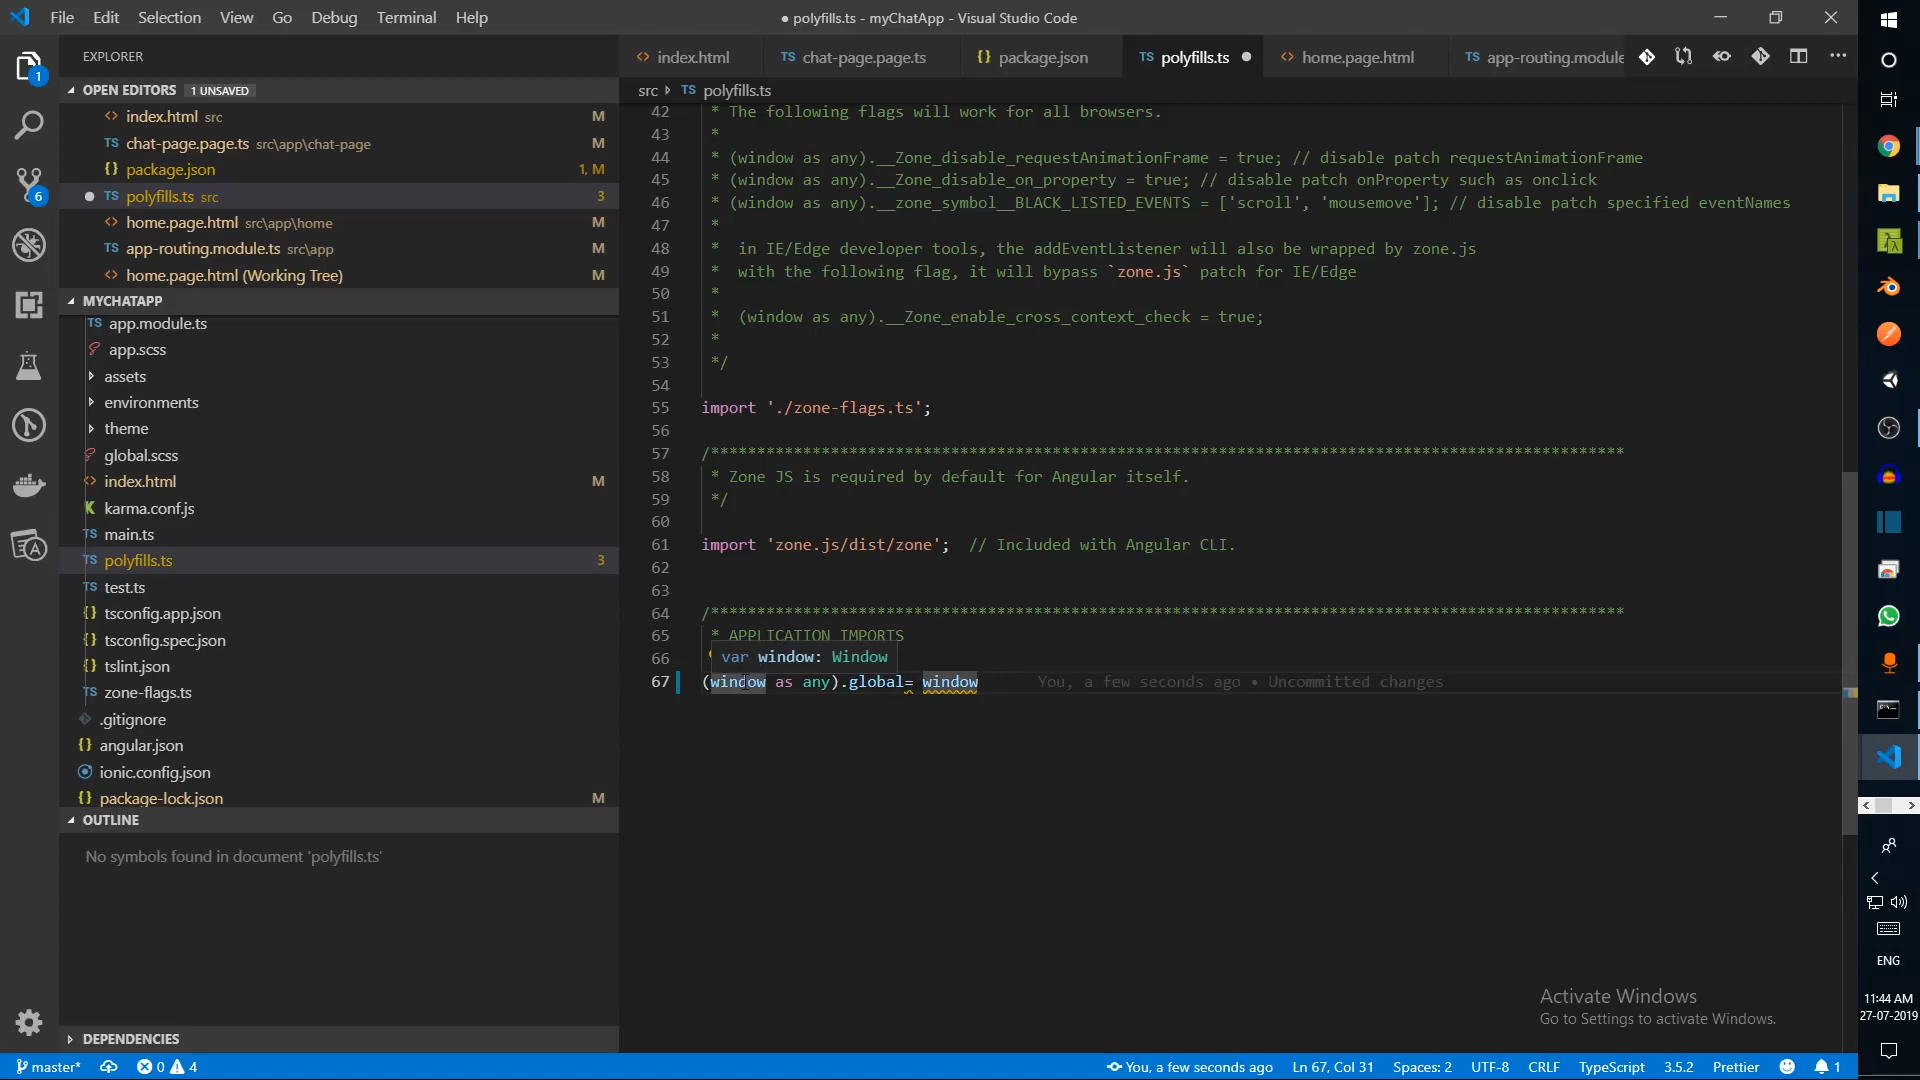 File Edit Selection View Go Debug Terminal Help
● polyfills.ts - myChatApp - Visual Studio Code
EXPLORER
OPEN EDITORS 1 UNSAVED
index.html src M
chat-page.page.ts src\app\chat-page M
package.json 1, M
polyfills.ts src 3
home.page.html src\app\home M
app-routing.module.ts src\app M
home.page.html (Working Tree) M
MYCHATAPP
app.module.ts
app.scss
assets
environments
theme
global.scss
index.html M
karma.conf.js
main.ts
polyfills.ts 3
test.ts
tsconfig.app.json
tsconfig.spec.json
tslint.json
zone-flags.ts
.gitignore
angular.json
ionic.config.json
package-lock.json M
OUTLINE
No symbols found in document 'polyfills.ts'
DEPENDENCIES
index.html chat-page.page.ts package.json polyfills.ts home.page.html app-routing.module
src polyfills.ts
42 * The following flags will work for all browsers.
43 *
44 * (window as any).__Zone_disable_requestAnimationFrame = true; // disable patch requestAnimationFrame
45 * (window as any).__Zone_disable_on_property = true; // disable patch onProperty such as onclick
46 * (window as any).__zone_symbol__BLACK_LISTED_EVENTS = ['scroll', 'mousemove']; // disable patch specified eventNames
47 *
48 * in IE/Edge developer tools, the addEventListener will also be wrapped by zone.js
49 * with the following flag, it will bypass `zone.js` patch for IE/Edge
50 *
51 * (window as any).__Zone_enable_cross_context_check = true;
52 *
53 */
54
55 import './zone-flags.ts';
56
57 /***************************************************************************************************
58 * Zone JS is required by default for Angular itself.
59 */
60
61 import 'zone.js/dist/zone'; // Included with Angular CLI.
62
63
64 /***************************************************************************************************
65 * APPLICATION IMPORTS
66
var window: Window
67 (window as any).global= window You, a few seconds ago • Uncommitted changes
Activate Windows
Go to Settings to activate Windows.
master* 0 4 You, a few seconds ago Ln 67, Col 31 Spaces: 2 UTF-8 CRLF TypeScript 3.5.2 Prettier 1
1
6
ENG
11:44 AM
27-07-2019